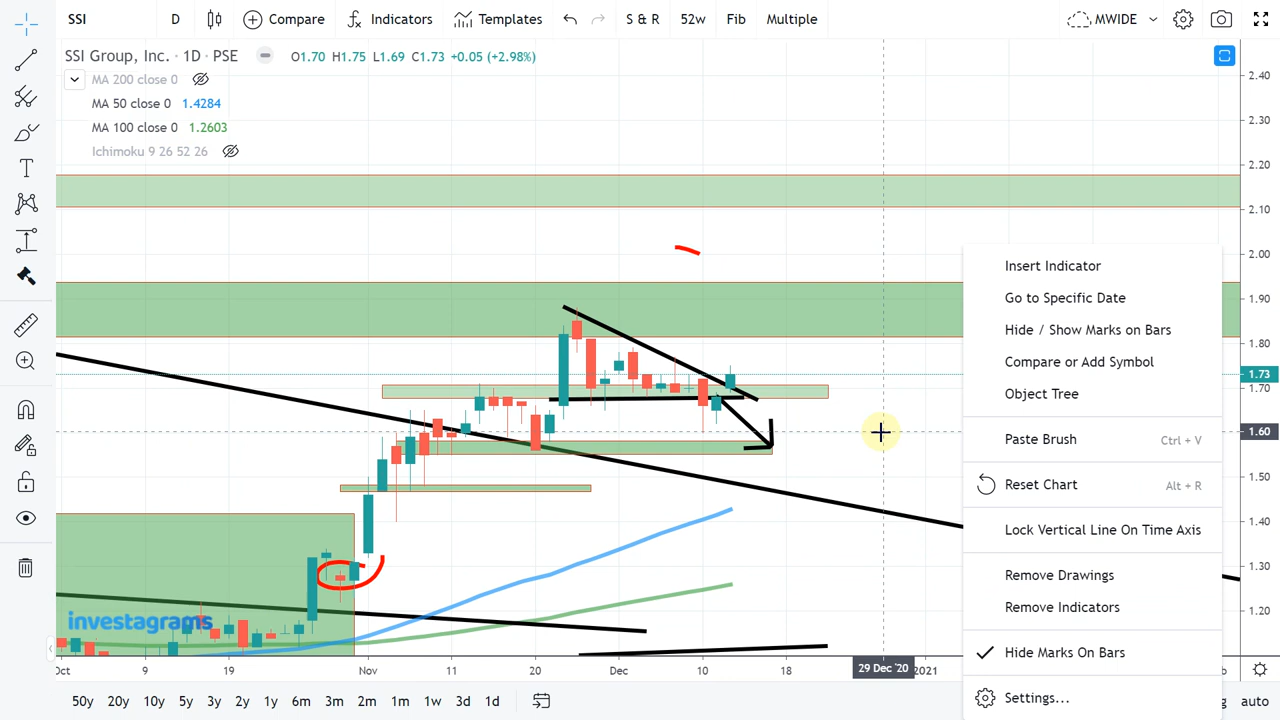 SSI D Compare Indicators Templates S & R 52w Fib Multiple MWIDE
SSI Group, Inc. · 1D · PSE O1.70 H1.75 L1.69 C1.73 +0.05 (+2.98%)
MA 200 close 0
MA 50 close 0 1.4284
MA 100 close 0 1.2603
Ichimoku 9 26 52 26
2.40
2.30
2.20
2.10
2.00
1.90
1.80
1.73
1.70
1.60
1.50
1.40
1.30
1.20
Insert Indicator
Go to Specific Date
Hide / Show Marks on Bars
Compare or Add Symbol
Object Tree
Paste Brush Ctrl + V
Reset Chart Alt + R
Lock Vertical Line On Time Axis
Remove Drawings
Remove Indicators
Hide Marks On Bars
Settings...
investagrams
Oct 9 19 Nov 11 20 Dec 10 18 29 Dec '20 2021 6
50y 20y 10y 5y 3y 2y 1y 6m 3m 2m 1m 1w 3d 1d auto